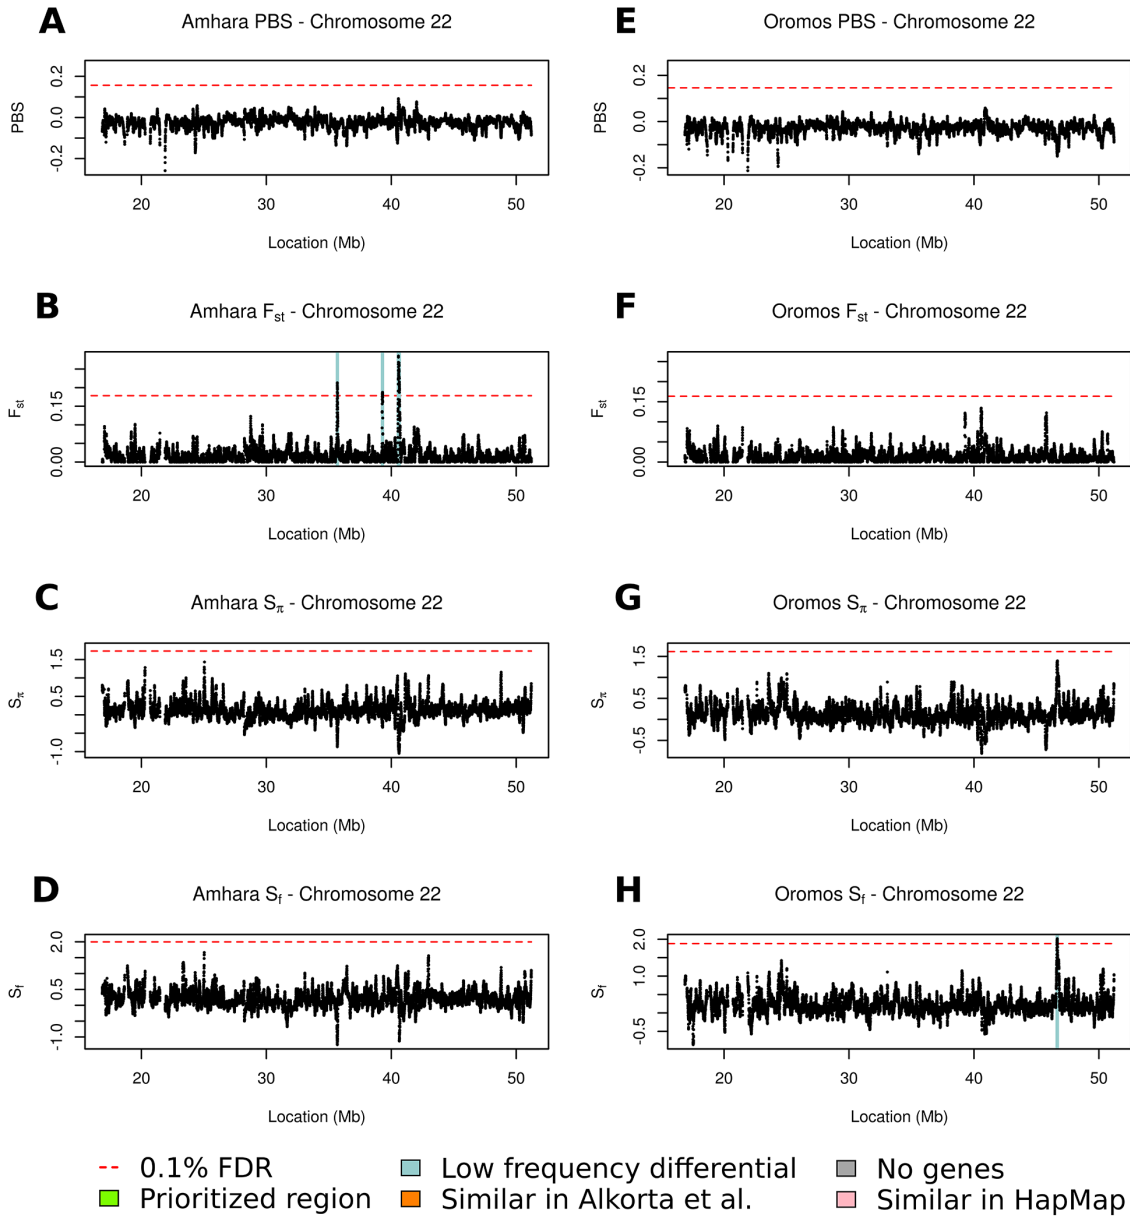 A
Amhara PBS - Chromosome 22
PBS
0.2
0.0
-0.2
20 30 40 50
Location (Mb)
E
Oromos PBS - Chromosome 22
PBS
0.2
0.0
-0.2
20 30 40 50
Location (Mb)
B
Amhara Fst - Chromosome 22
Fst
0.15
0.00
20 30 40 50
Location (Mb)
F
Oromos Fst - Chromosome 22
Fst
0.15
0.00
20 30 40 50
Location (Mb)
C
Amhara Sπ - Chromosome 22
Sπ
1.5
0.5
-1.0
20 30 40 50
Location (Mb)
G
Oromos Sπ - Chromosome 22
Sπ
1.5
0.5
-0.5
20 30 40 50
Location (Mb)
D
Amhara Sf - Chromosome 22
Sf
2.0
0.5
-1.0
20 30 40 50
Location (Mb)
H
Oromos Sf - Chromosome 22
Sf
2.0
1.0
-0.5
20 30 40 50
Location (Mb)
0.1% FDR
Low frequency differential
No genes
Prioritized region
Similar in Alkorta et al.
Similar in HapMap